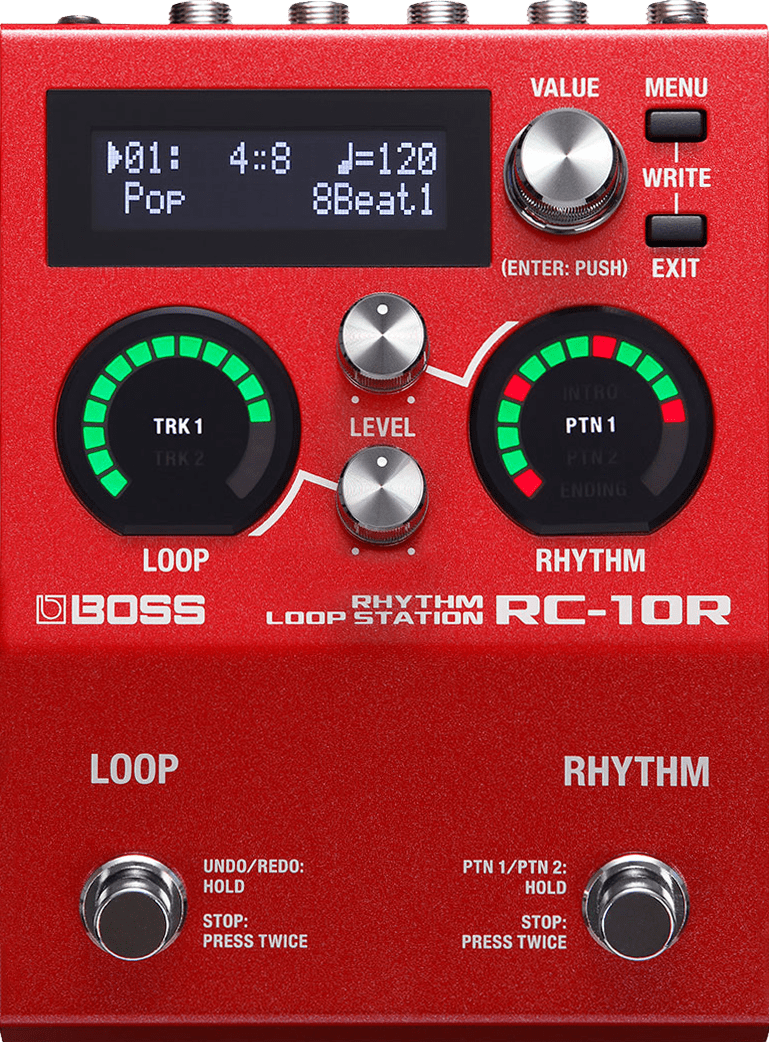 VALUE
MENU
▶01: 4::8 ♩=120
Pop 8Beat1
WRITE
(ENTER: PUSH)
EXIT
TRK 1
TRK 2
LEVEL
INTRO
PTN 1
PTN 2
ENDING
LOOP
RHYTHM
BOSS
RHYTHM
LOOP STATION
RC-10R
LOOP
RHYTHM
UNDO/REDO:
HOLD
STOP:
PRESS TWICE
PTN 1/PTN 2:
HOLD
STOP:
PRESS TWICE